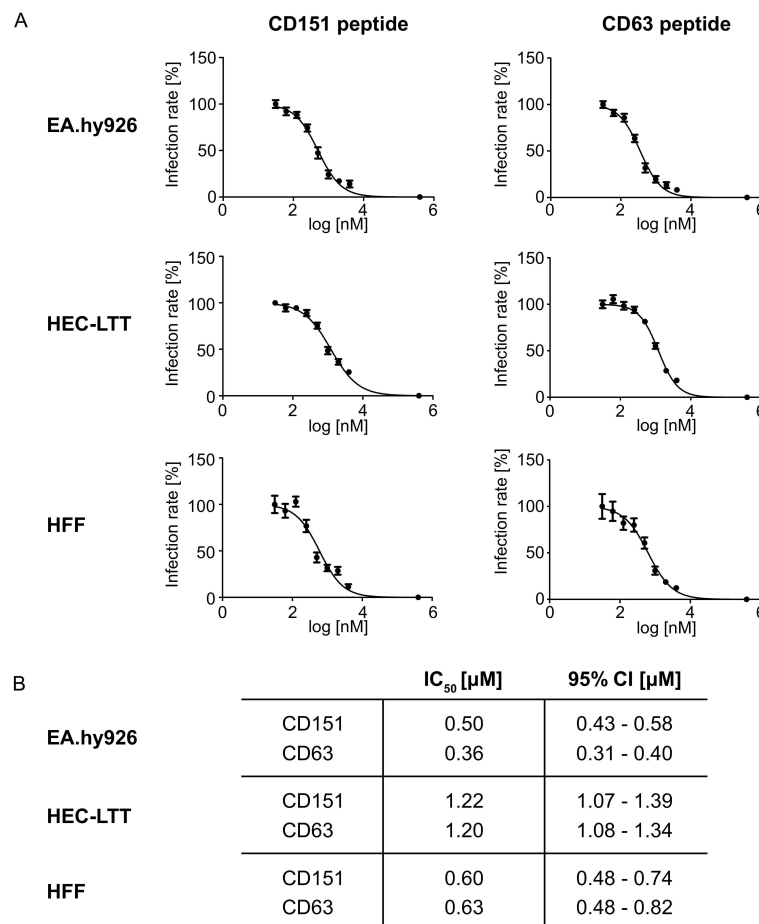 A
CD151 peptide
CD63 peptide
EA.hy926
Infection rate [%]
150
100
50
0
0 2 4 6
log [nM]
Infection rate [%]
150
100
50
0
0 2 4 6
log [nM]
HEC-LTT
Infection rate [%]
150
100
50
0
0 2 4 6
log [nM]
Infection rate [%]
150
100
50
0
0 2 4 6
log [nM]
HFF
Infection rate [%]
150
100
50
0
0 2 4 6
log [nM]
Infection rate [%]
150
100
50
0
0 2 4 6
log [nM]
B
IC50 [µM] 95% CI [µM]
EA.hy926
CD151 0.50 0.43 - 0.58
CD63 0.36 0.31 - 0.40
HEC-LTT
CD151 1.22 1.07 - 1.39
CD63 1.20 1.08 - 1.34
HFF
CD151 0.60 0.48 - 0.74
CD63 0.63 0.48 - 0.82